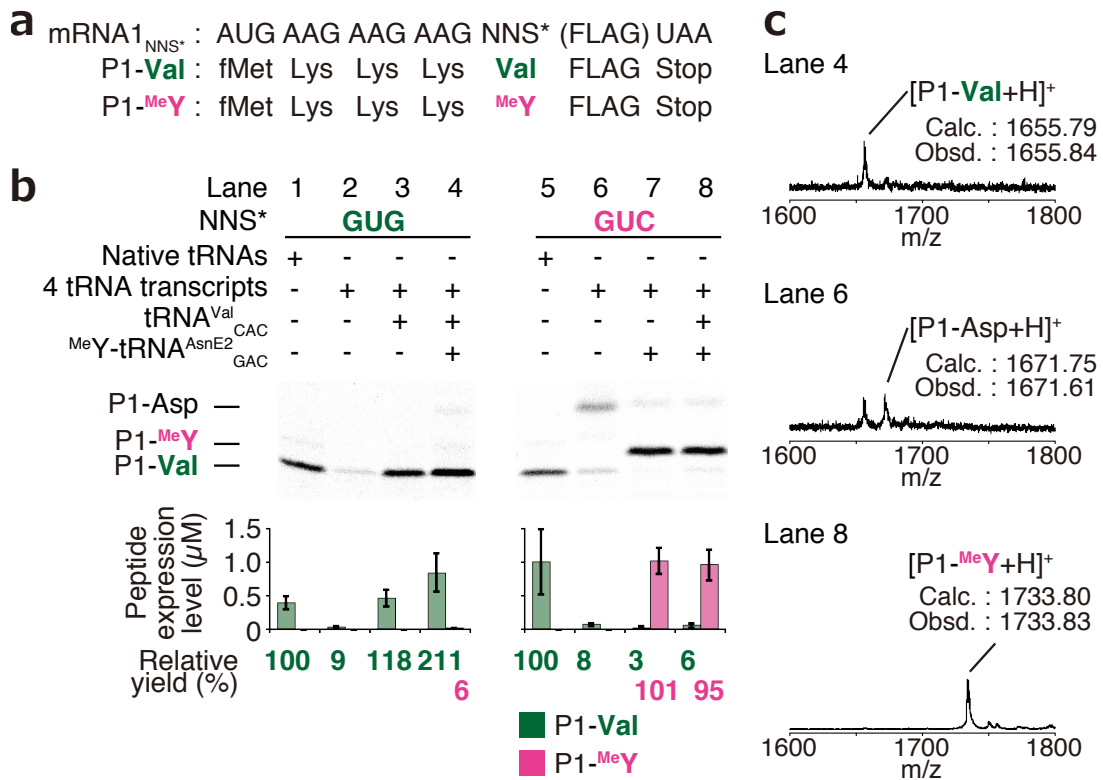 a
mRNA1NNS* : AUG AAG AAG AAG NNS* (FLAG) UAA
P1-Val : fMet Lys Lys Lys Val FLAG Stop
P1-MeY : fMet Lys Lys Lys MeY FLAG Stop
b
Lane 1 2 3 4 5 6 7 8
NNS* GUG GUC
Native tRNAs + - - - + - - -
4 tRNA transcripts - + + + - + + +
tRNAValCAC - - + + - - - +
MeY-tRNAAsnE2GAC - - - + - - + +
P1-Asp
P1-MeY
P1-Val
Peptide expression level (µM)
1.5
1.0
0.5
0
Relative yield (%)
100 9 118 211 100 8 3 6
6 101 95
P1-Val
P1-MeY
c
Lane 4
[P1-Val+H]+
Calc. : 1655.79
Obsd. : 1655.84
1600 1700 1800
m/z
Lane 6
[P1-Asp+H]+
Calc. : 1671.75
Obsd. : 1671.61
1600 1700 1800
m/z
Lane 8
[P1-MeY+H]+
Calc. : 1733.80
Obsd. : 1733.83
1600 1700 1800
m/z